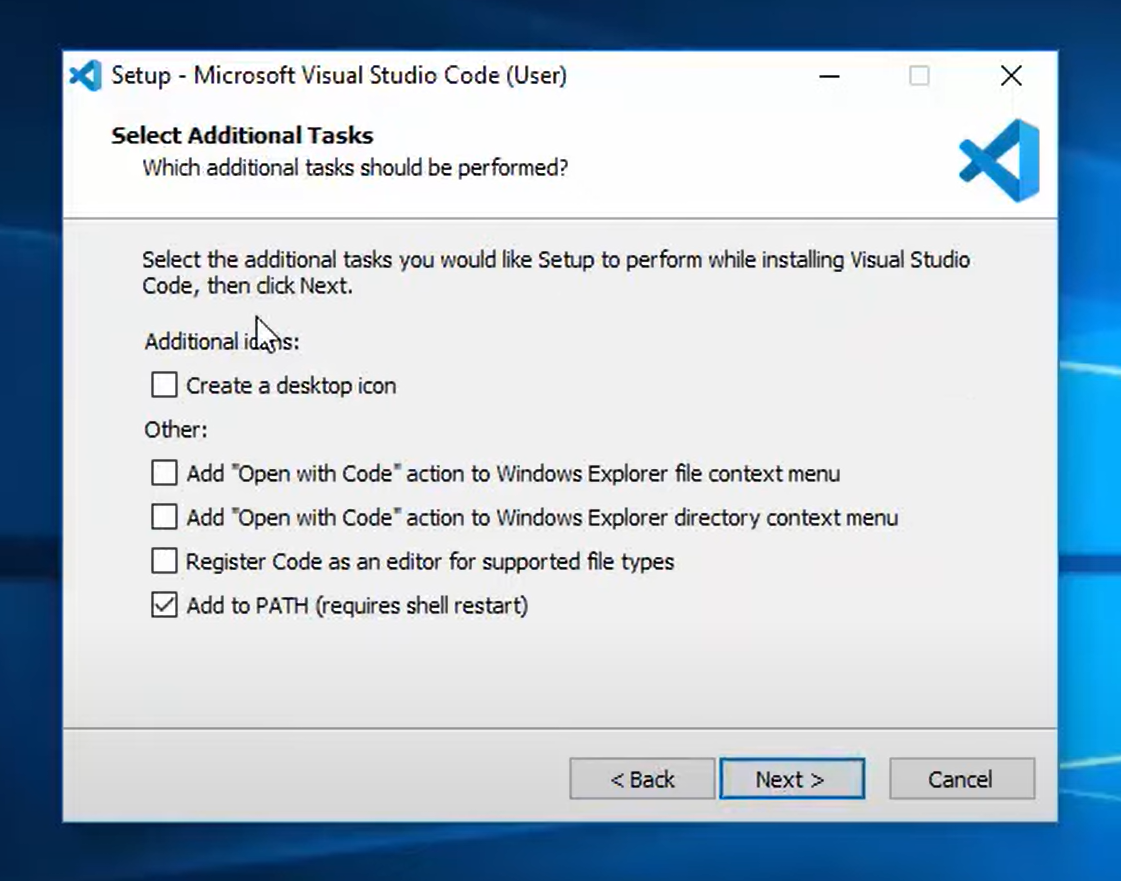 Setup - Microsoft Visual Studio Code (User)
Select Additional Tasks
Which additional tasks should be performed?
Select the additional tasks you would like Setup to perform while installing Visual Studio
Code, then click Next.
Additional icons:
Create a desktop icon
Other:
Add "Open with Code" action to Windows Explorer file context menu
Add "Open with Code" action to Windows Explorer directory context menu
Register Code as an editor for supported file types
Add to PATH (requires shell restart)
< Back
Next >
Cancel